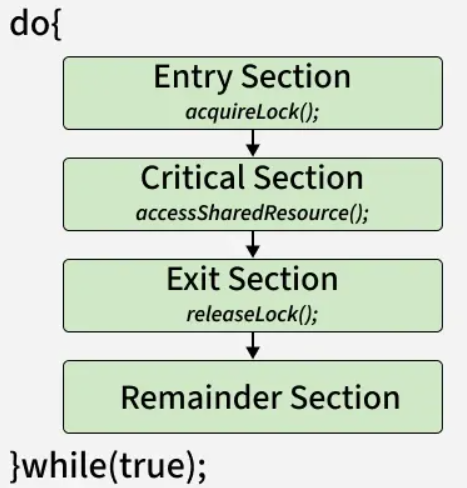 do{
Entry Section
acquireLock();
Critical Section
accessSharedResource();
Exit Section
releaseLock();
Remainder Section
}while(true);